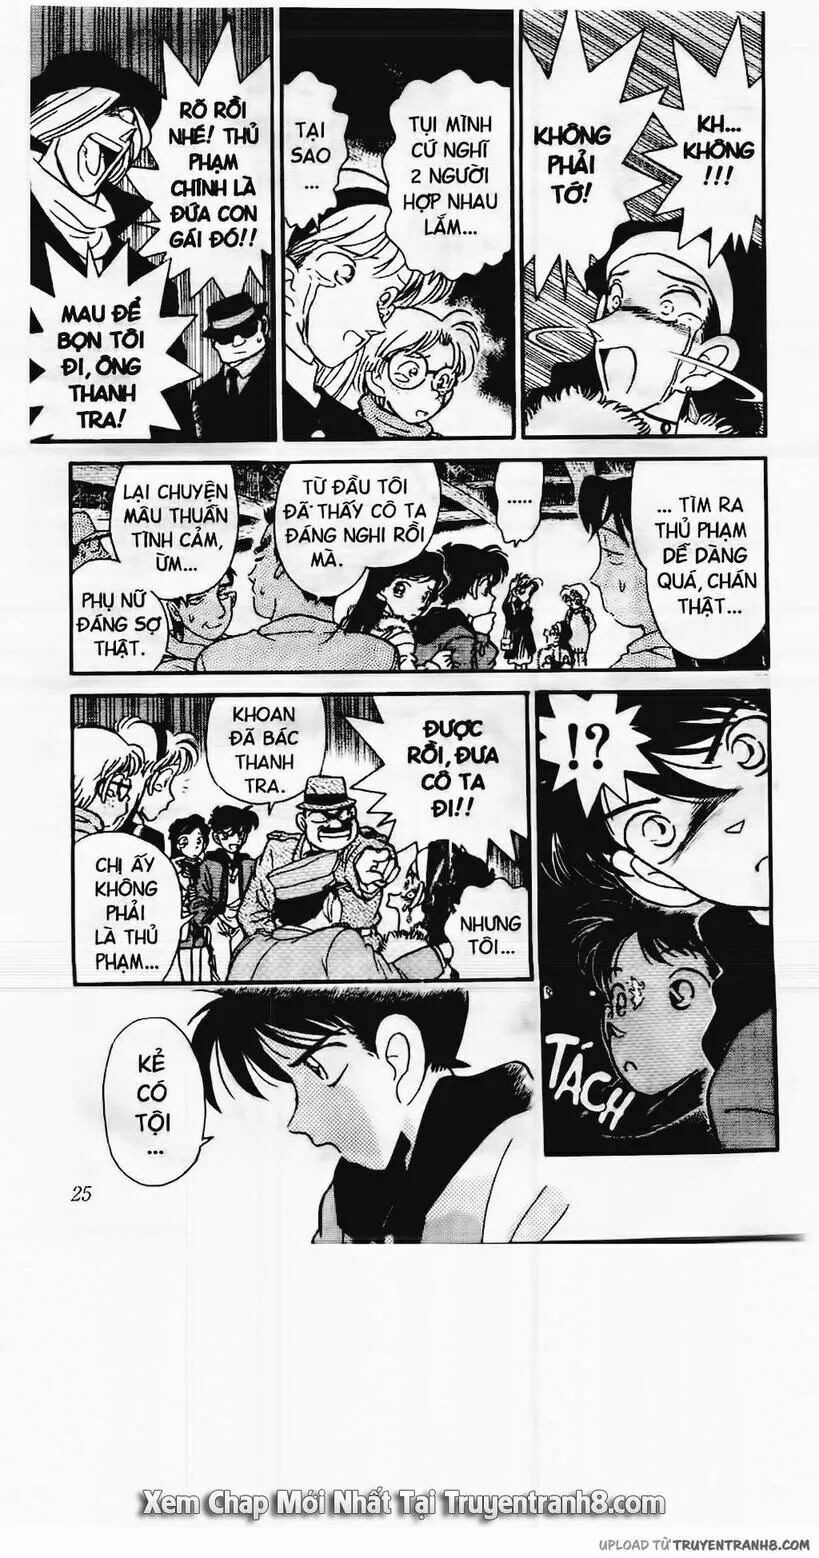 KH...
KHÔNG
!!!
KHÔNG
PHẢI
TỚ!
TỤI MÌNH
CỨ NGHĨ
2 NGƯỜI
HỢP NHAU
LẮM...
TẠI
SAO
...
RÕ RỒI
NHÉ! THỦ
PHẠM
CHÍNH LÀ
ĐỨA CON
GÁI ĐÓ!!
MAU ĐỂ
BỌN TÔI
ĐI, ÔNG
THANH
TRA!
... TÌM RA
THỦ PHẠM
DỄ DÀNG
QUÁ, CHÁN
THẬT...
......
TỪ ĐẦU TÔI
ĐÃ THẤY CÔ TA
ĐÁNG NGHI RỒI
MÀ.
LẠI CHUYỆN
MÂU THUẪN
TÌNH CẢM,
ỪM...
PHỤ NỮ
ĐÁNG SỢ
THẬT.
!?
TÁCH
ĐƯỢC
RỒI, ĐƯA
CÔ TA
ĐI!!
KHOAN
ĐÃ BÁC
THANH
TRA.
NHƯNG
TÔI...
CHỊ ẤY
KHÔNG
PHẢI
LÀ THỦ
PHẠM...
KẺ
CÓ
TỘI
...
25
Xem Chap Mới Nhất Tại Truyentranh8.com
UPLOAD TỪ TRUYENTRANH8.COM